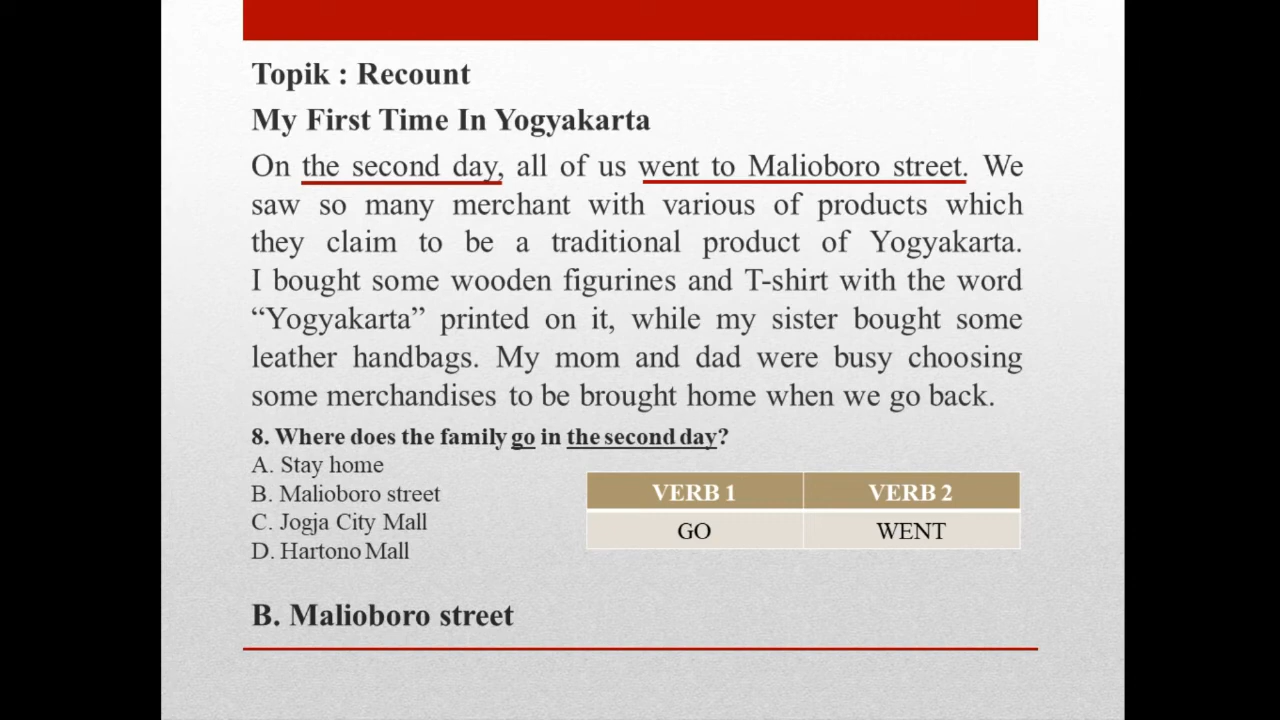 Topik : Recount
My First Time In Yogyakarta
On the second day, all of us went to Malioboro street. We
saw so many merchant with various of products which
they claim to be a traditional product of Yogyakarta.
I bought some wooden figurines and T-shirt with the word
“Yogyakarta” printed on it, while my sister bought some
leather handbags. My mom and dad were busy choosing
some merchandises to be brought home when we go back.
8. Where does the family go in the second day?
A. Stay home
B. Malioboro street
C. Jogja City Mall
D. Hartono Mall
VERB 1 VERB 2
GO WENT
B. Malioboro street